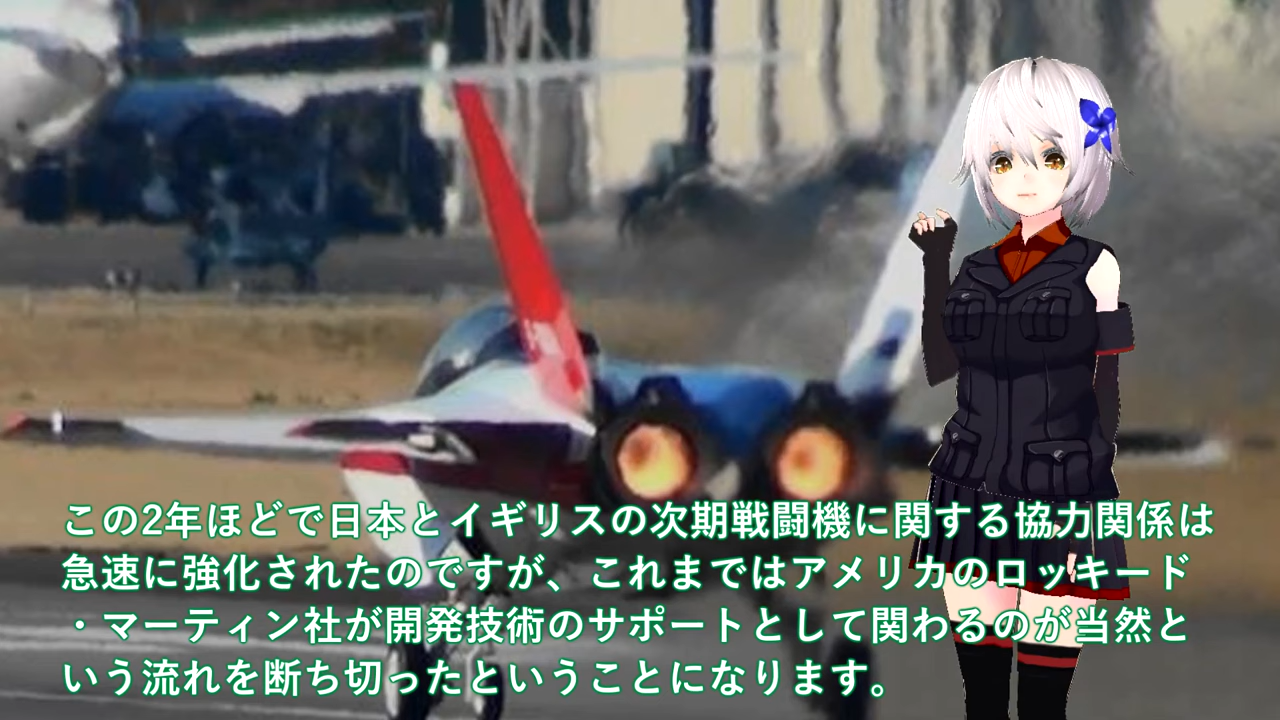 この2年ほどで日本とイギリスの次期戦闘機に関する協力関係は
急速に強化されたのですが、これまではアメリカのロッキード
・マーティン社が開発技術のサポートとして関わるのが当然と
いう流れを断ち切ったということになります。